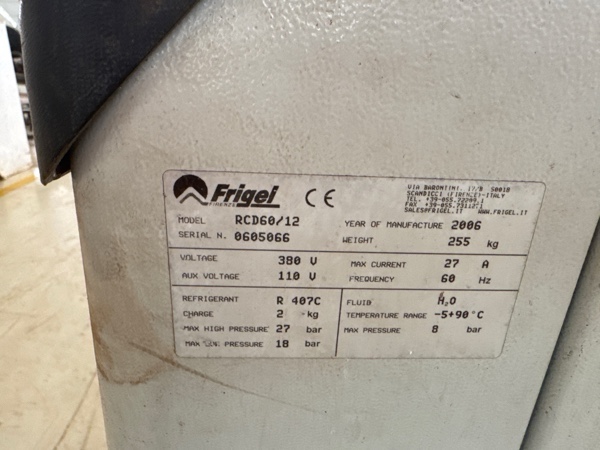 Frigel
FIRENZE
CE
VIA BARONTINI, 17/B 50018
SCANDICCI (FIRENZE)-ITALY
SALES@FRIGEL.IT WWW.FRIGEL.IT
MODEL RCD60/12
YEAR OF MANUFACTURE 2006
SERIAL N. 0605066
WEIGHT 255 kg
VOLTAGE 380 V
MAX CURRENT 27 A
AUX VOLTAGE 110 V
FREQUENCY 60 Hz
REFRIGERANT R 407C
FLUID H2O
CHARGE 2 kg
TEMPERATURE RANGE -5+90°C
MAX HIGH PRESSURE 27 bar
MAX PRESSURE 8 bar
MAX LOW PRESSURE 18 bar